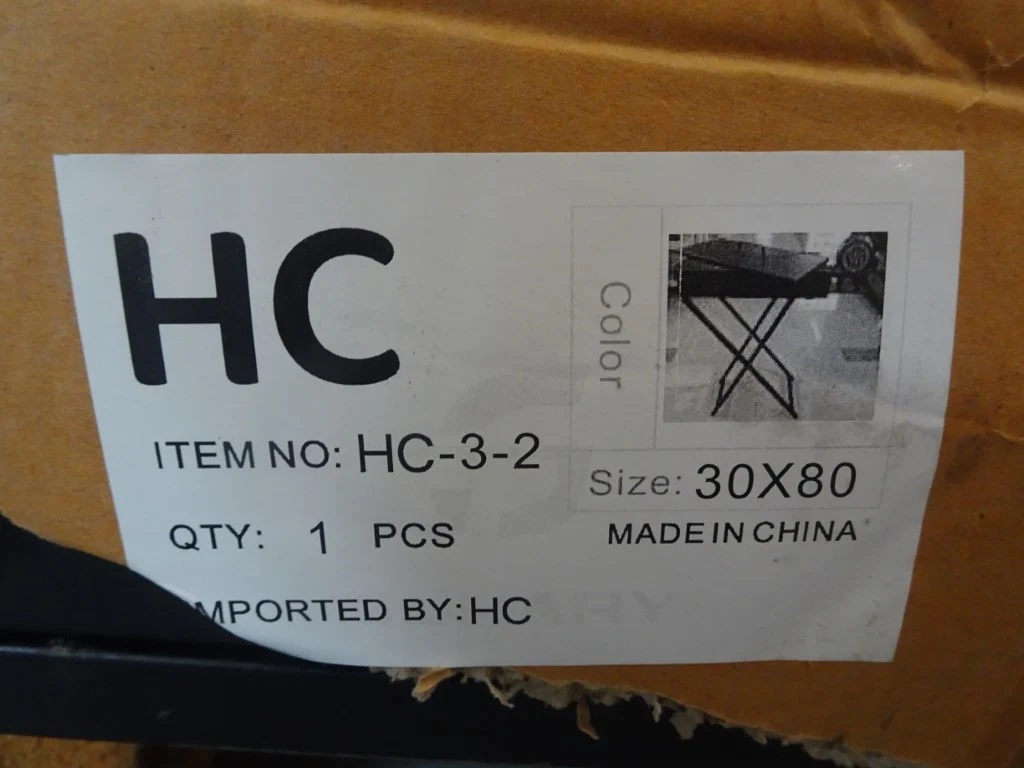 HC
Color
ITEM NO: HC-3-2
Size: 30X80
QTY: 1 PCS
MADE IN CHINA
MPORTED BY: HC